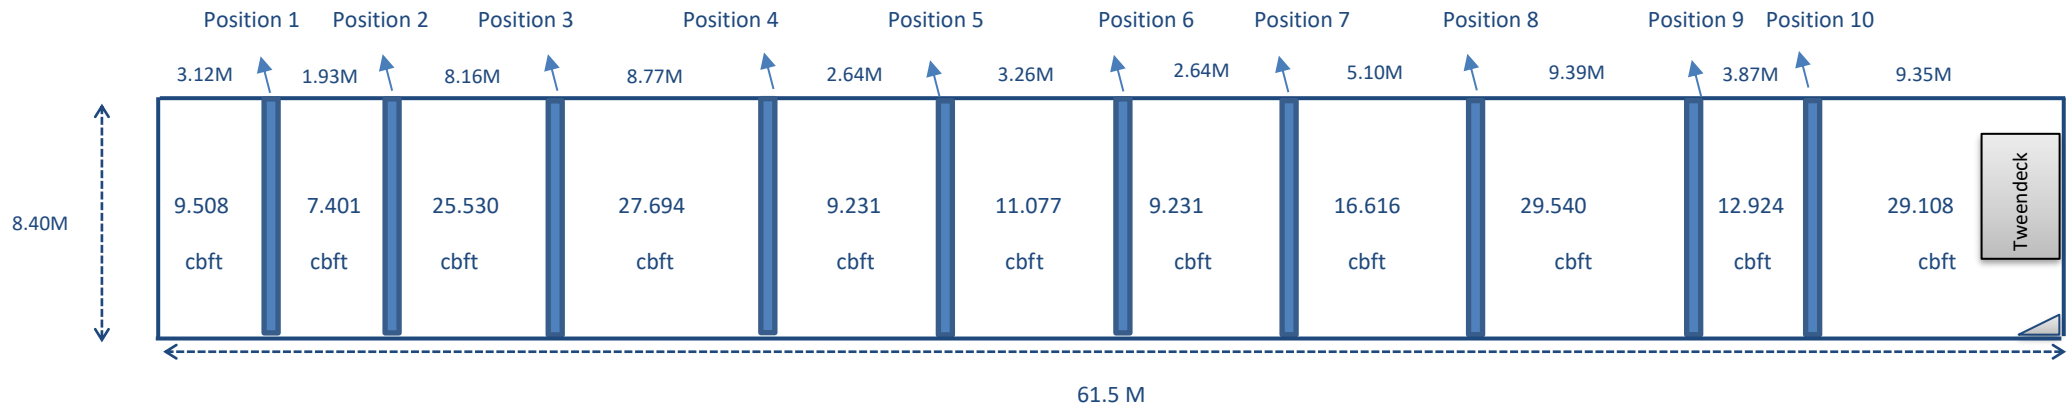 Position 1 Position 2 Position 3 Position 4 Position 5 Position 6 Position 7 Position 8 Position 9 Position 10
3.12M 1.93M 8.16M 8.77M 2.64M 3.26M 2.64M 5.10M 9.39M 3.87M 9.35M
9.508 7.401 25.530 27.694 9.231 11.077 9.231 16.616 29.540 12.924 29.108
cbft cbft cbft cbft cbft cbft cbft cbft cbft cbft cbft
Tweendeck
8.40M
61.5 M